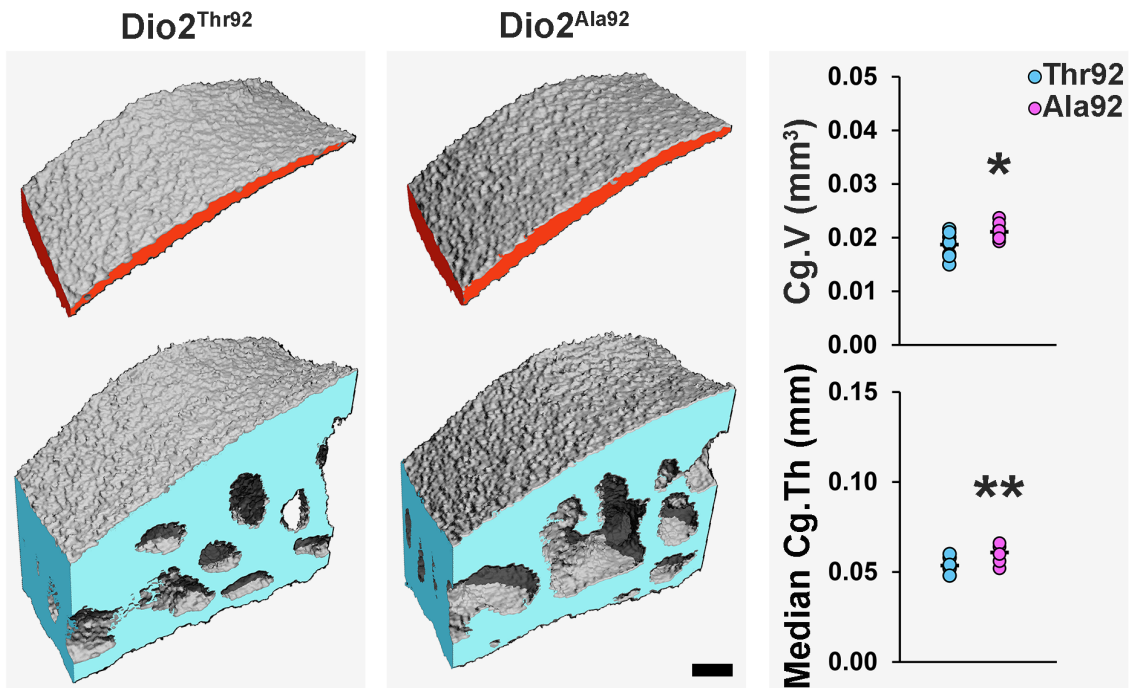 Dio2Thr92
Dio2Ala92
Thr92
Ala92
Cg.V (mm3)
0.05
0.04
0.03
0.02
0.01
0.00
*
Median Cg.Th (mm)
0.15
0.10
0.05
0.00
**